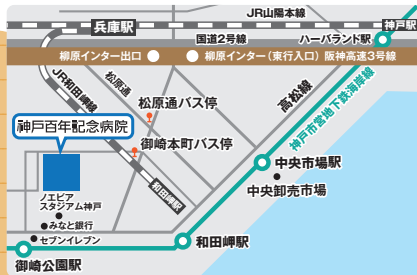 JR山陽本線
兵庫駅
神戸駅
国道2号線
ハーバランド駅
柳原インター出口
柳原インター(東行入口)阪神高速3号線
JR和田岬線
松原通
松原通バス停
高松線
神戸市営地下鉄海岸線
神戸百年記念病院
御崎本町バス停
中央市場駅
和田岬駅
中央卸売市場
ノエビア
スタジアム神戸
みなと銀行
セブンイレブン
和田岬駅
御崎公園駅